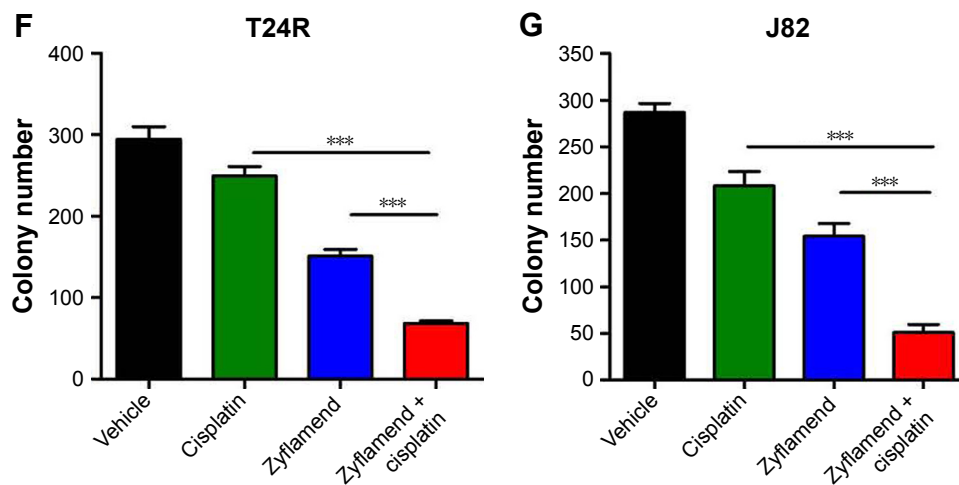 F
T24R
Colony number
400
300
200
100
0
***
***
Vehicle
Cisplatin
Zyflamend
Zyflamend +
cisplatin
G
J82
Colony number
350
300
250
200
150
100
50
0
***
***
Vehicle
Cisplatin
Zyflamend
Zyflamend +
cisplatin